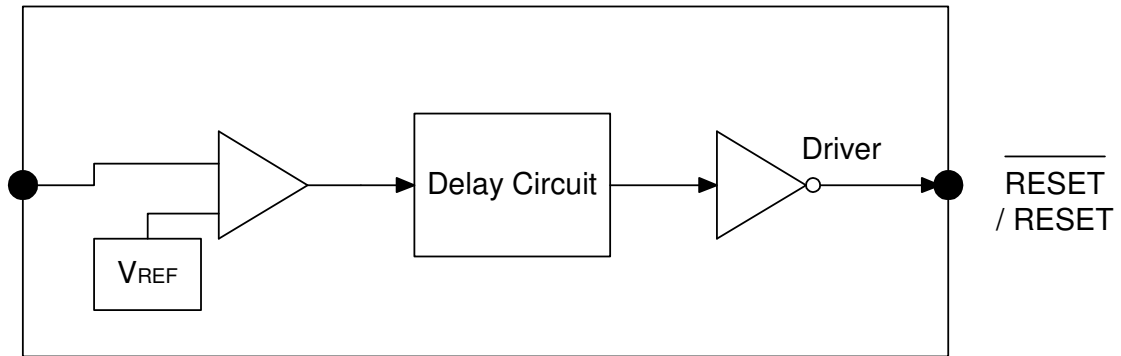 Driver
Delay Circuit
RESET
/ RESET
VREF